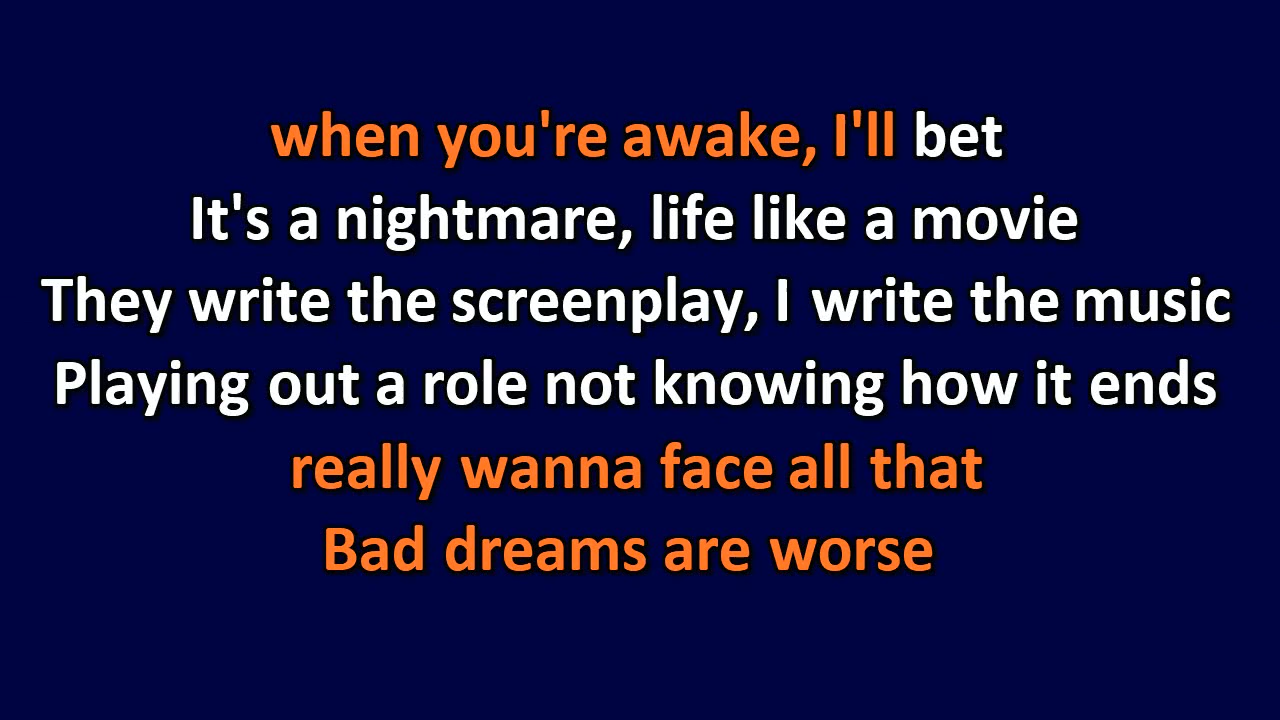 when you're awake, I'll bet
It's a nightmare, life like a movie
They write the screenplay, I write the music
Playing out a role not knowing how it ends
really wanna face all that
Bad dreams are worse